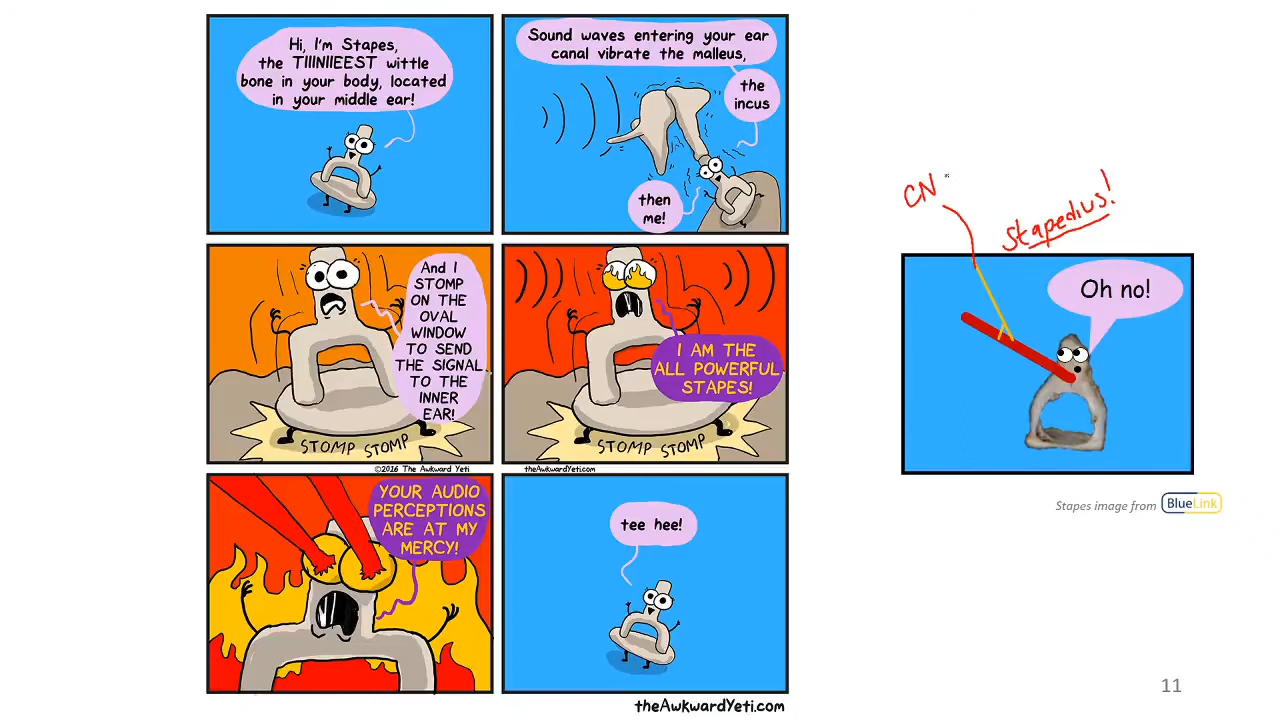 Hi, I'm Stapes,
the TIIINIIEEST wittle
bone in your body, located
in your middle ear!
Sound waves entering your ear
canal vibrate the malleus,
the
incus
then
me!
And I
STOMP
ON THE
OVAL
WINDOW
TO SEND
THE SIGNAL
TO THE
INNER
EAR!
STOMP STOMP
©2016 The Awkward Yeti
I AM THE
ALL POWERFUL
STAPES!
STOMP STOMP
theAwkwardYeti.com
YOUR AUDIO
PERCEPTIONS
ARE AT MY
MERCY!
tee hee!
theAwkwardYeti.com
CN
Stapedius!
Oh no!
Stapes image from BlueLink
11